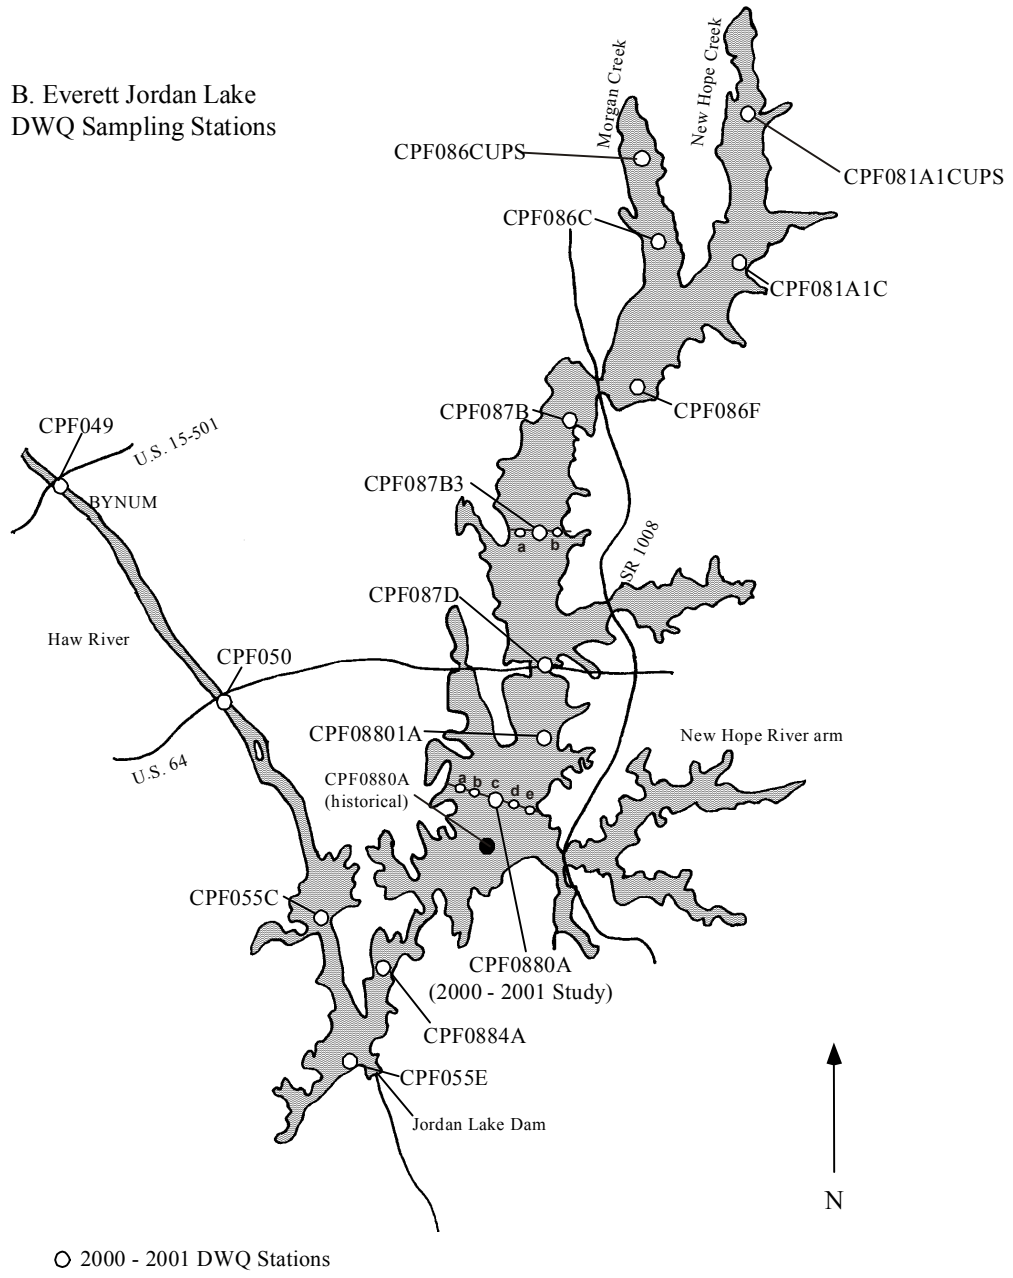 B. Everett Jordan Lake
DWQ Sampling Stations
Morgan Creek
New Hope Creek
CPF086CUPS
CPF081A1CUPS
CPF086C
CPF081A1C
CPF087B
CPF086F
CPF049
U.S. 15-501
BYNUM
CPF087B3
a
b
SR 1008
CPF087D
Haw River
CPF050
U.S. 64
CPF08801A
New Hope River arm
CPF0880A
(historical)
a b c d e
CPF055C
CPF0880A
(2000 - 2001 Study)
CPF0884A
CPF055E
Jordan Lake Dam
N
2000 - 2001 DWQ Stations